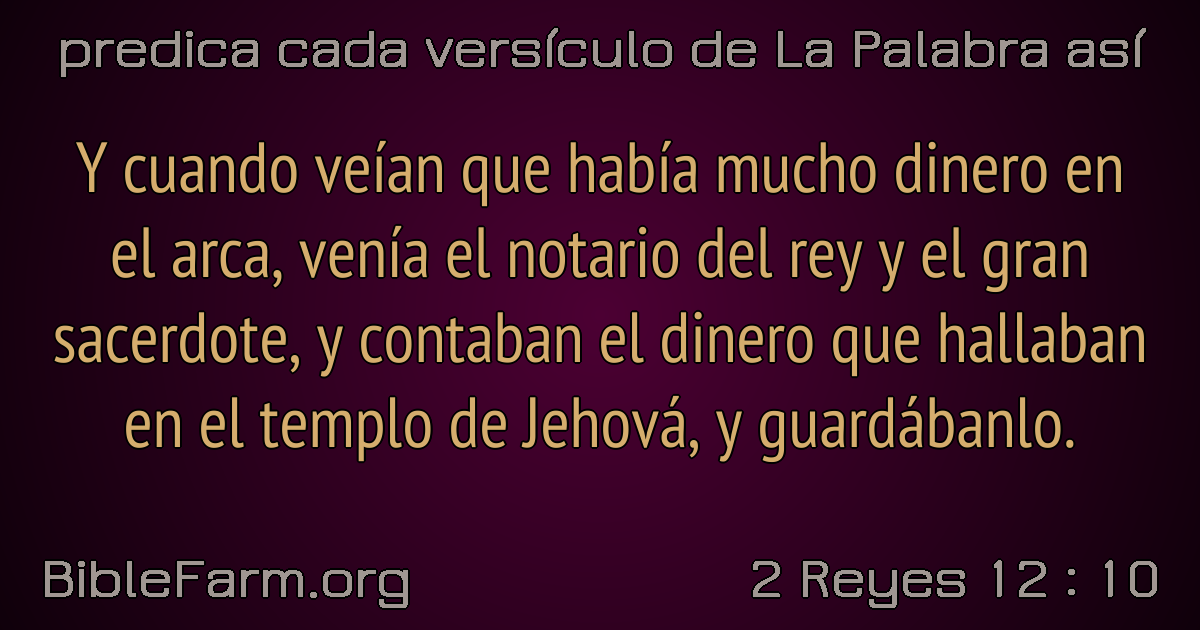 predica cada versículo de La Palabra así
Y cuando veían que había mucho dinero en
el arca, venía el notario del rey y el gran
sacerdote, y contaban el dinero que hallaban
en el templo de Jehová, y guardábanlo.
BibleFarm.org
2 Reyes 12 : 10